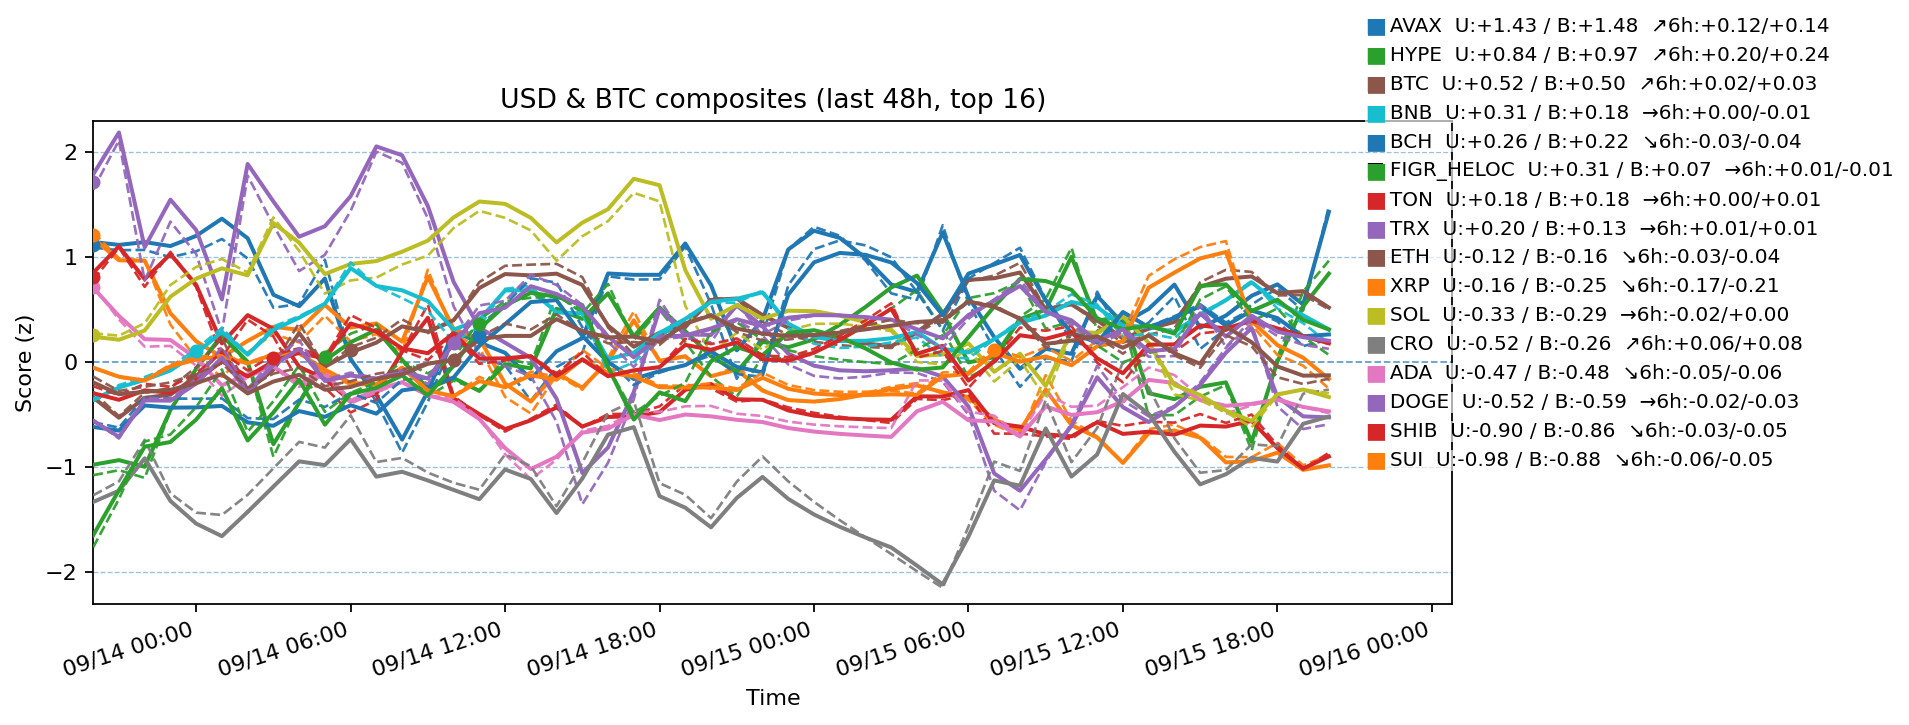 USD & BTC composites (last 48h, top 16)
AVAX U:+1.43 / B:+1.48 ↗6h:+0.12/+0.14
HYPE U:+0.84 / B:+0.97 ↗6h:+0.20/+0.24
BTC U:+0.52 / B:+0.50 ↗6h:+0.02/+0.03
BNB U:+0.31 / B:+0.18 →6h:+0.00/-0.01
BCH U:+0.26 / B:+0.22 ↘6h:-0.03/-0.04
FIGR_HELOC U:+0.31 / B:+0.07 →6h:+0.01/-0.01
TON U:+0.18 / B:+0.18 →6h:+0.00/+0.01
TRX U:+0.20 / B:+0.13 →6h:+0.01/+0.01
ETH U:-0.12 / B:-0.16 ↘6h:-0.03/-0.04
XRP U:-0.16 / B:-0.25 ↘6h:-0.17/-0.21
SOL U:-0.33 / B:-0.29 →6h:-0.02/+0.00
CRO U:-0.52 / B:-0.26 ↗6h:+0.06/+0.08
ADA U:-0.47 / B:-0.48 ↘6h:-0.05/-0.06
DOGE U:-0.52 / B:-0.59 →6h:-0.02/-0.03
SHIB U:-0.90 / B:-0.86 ↘6h:-0.03/-0.05
SUI U:-0.98 / B:-0.88 ↘6h:-0.06/-0.05
Score (z)
2
1
0
−1
−2
09/14 00:00
09/14 06:00
09/14 12:00
09/14 18:00
09/15 00:00
09/15 06:00
09/15 12:00
09/15 18:00
09/16 00:00
Time